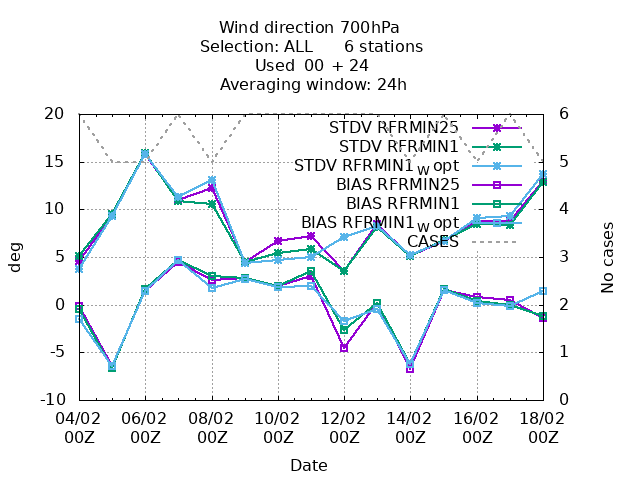 Wind direction 700hPa
Selection: ALL 6 stations
Used 00 + 24
Averaging window: 24h
20 6
STDV RFRMIN25
STDV RFRMIN1
15 5
STDV RFRMIN1_W opt
BIAS RFRMIN25
BIAS RFRMIN1
10 4
BIAS RFRMIN1_W opt
CASES
deg
5 3
No cases
0 2
-5 1
-10 0
04/02 06/02 08/02 10/02 12/02 14/02 16/02 18/02
00Z 00Z 00Z 00Z 00Z 00Z 00Z 00Z
Date